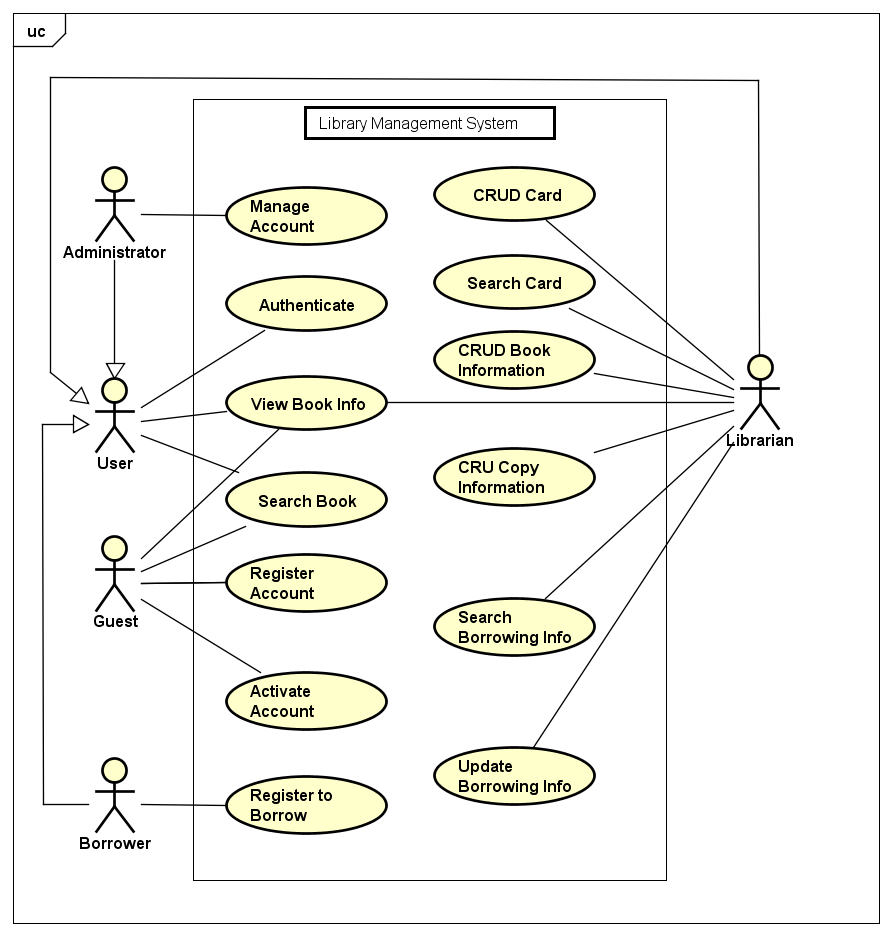 uc
Library Management System
Administrator
Manage
Account
CRUD Card
Authenticate
Search Card
CRUD Book
Information
User
View Book Info
Librarian
Search Book
CRU Copy
Information
Guest
Register
Account
Search
Borrowing Info
Activate
Account
Update
Borrowing Info
Borrower
Register to
Borrow